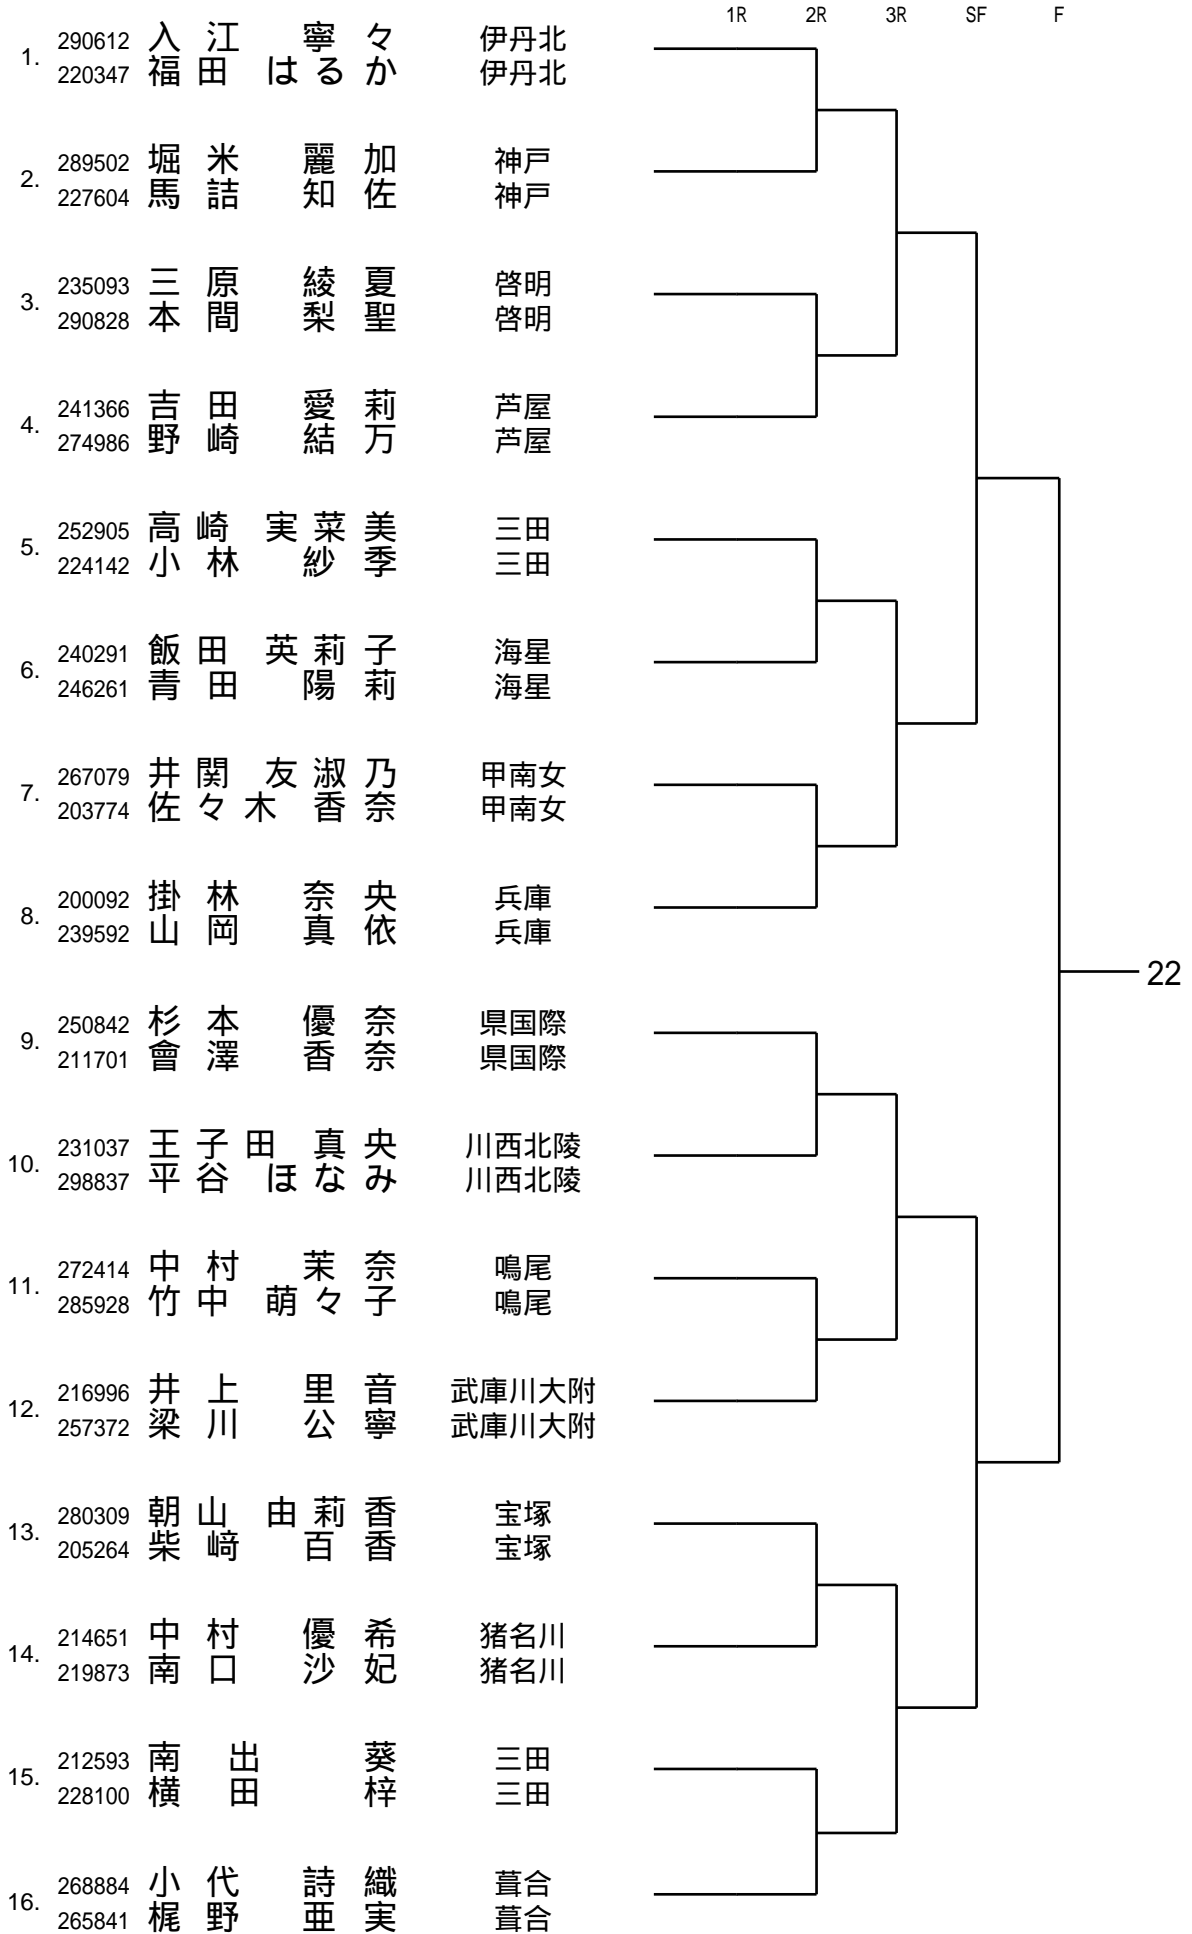 1R 2R 3R SF F
1. 290612 入江 寧々 伊丹北
220347 福田 はるか 伊丹北
2. 289502 堀米 麗加 神戸
227604 馬詰 知佐 神戸
3. 235093 三原 綾夏 啓明
290828 本間 梨聖 啓明
4. 241366 吉田 愛莉 芦屋
274986 野崎 結万 芦屋
5. 252905 高崎 実菜美 三田
224142 小林 紗季 三田
6. 240291 飯田 英莉子 海星
246261 青田 陽莉 海星
7. 267079 井関 友淑乃 甲南女
203774 佐々木 香奈 甲南女
8. 200092 掛林 奈央 兵庫
239592 山岡 真依 兵庫
22
9. 250842 杉本 優奈 県国際
211701 會澤 香奈 県国際
10. 231037 王子田 真央 川西北陵
298837 平谷 ほなみ 川西北陵
11. 272414 中村 茉奈 鳴尾
285928 竹中 萌々子 鳴尾
12. 216996 井上 里音 武庫川大附
257372 梁川 公寧 武庫川大附
13. 280309 朝山 由莉香 宝塚
205264 柴﨑 百香 宝塚
14. 214651 中村 優希 猪名川
219873 南口 沙妃 猪名川
15. 212593 南出 葵 三田
228100 横田 梓 三田
16. 268884 小代 詩織 葺合
265841 梶野 亜実 葺合